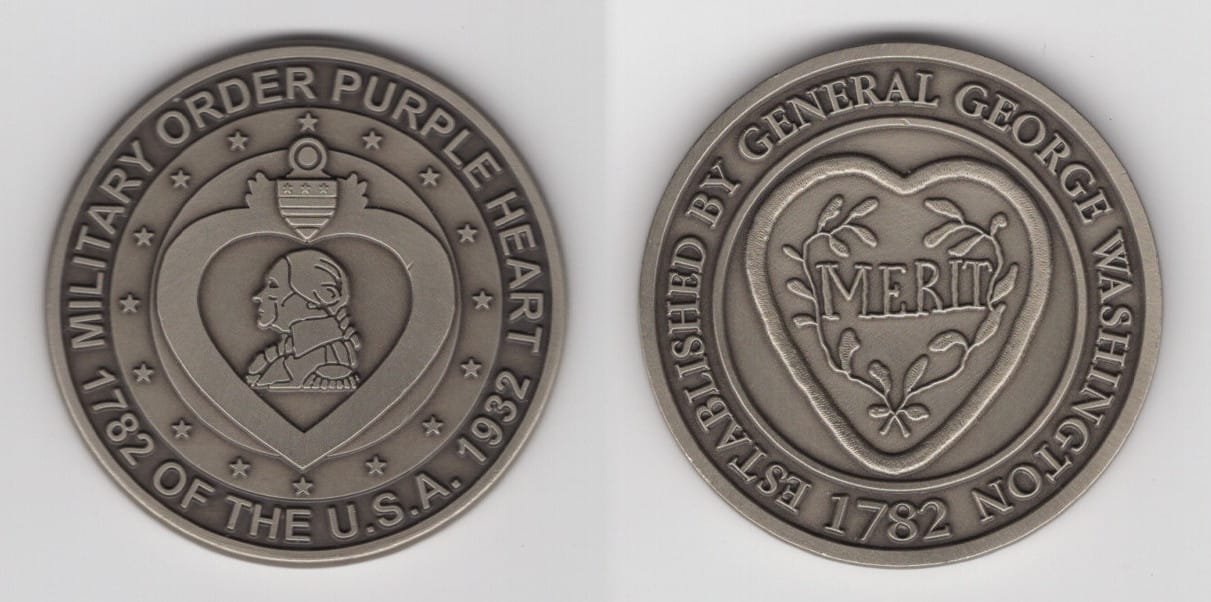 MILITARY ORDER PURPLE HEART
1782 OF THE U.S.A. 1932
ESTABLISHED BY GENERAL GEORGE WASHINGTON
1782
MERIT